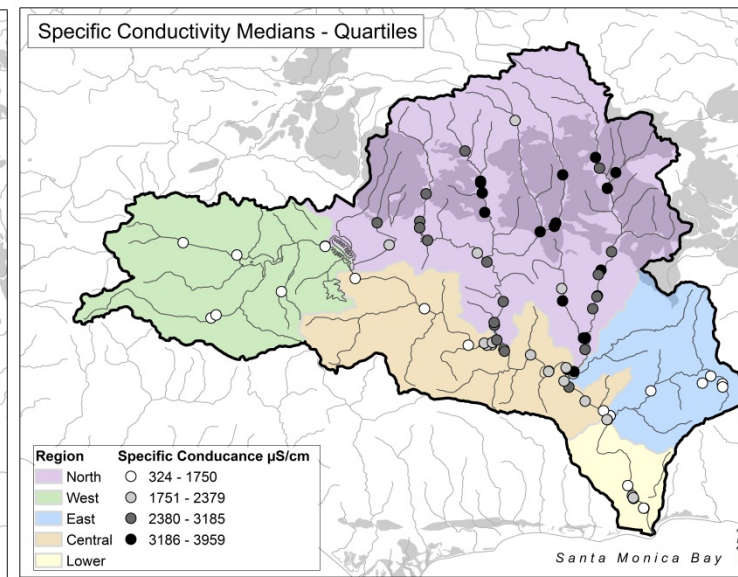 Specific Conductivity Medians - Quartiles
Region
North
West
East
Central
Lower
Specific Conducance µS/cm
324 - 1750
1751 - 2379
2380 - 3185
3186 - 3959
Santa Monica Bay